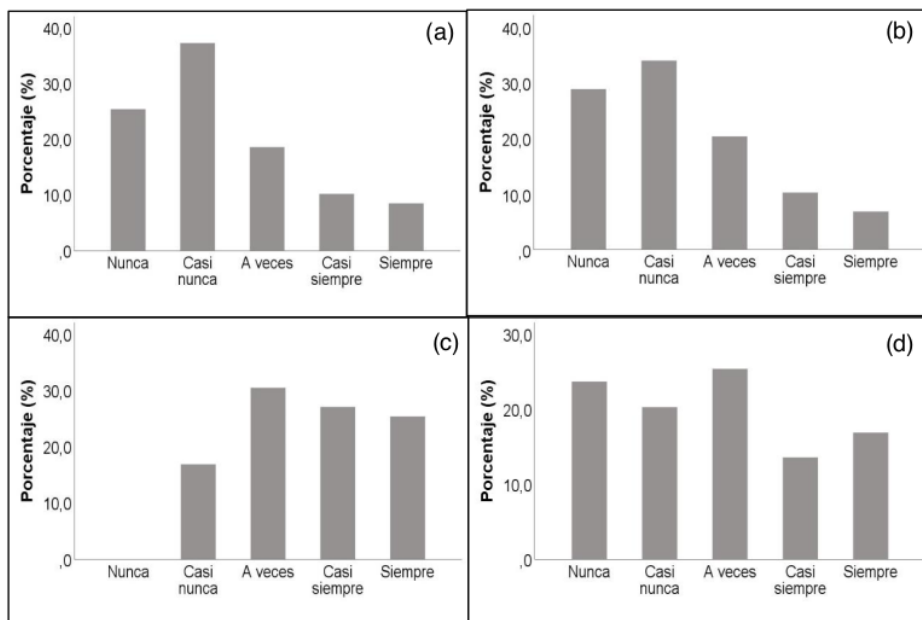 (a)
Porcentaje (%)
40,0
30,0
20,0
10,0
,0
Nunca
Casi
nunca
A veces
Casi
siempre
Siempre
(b)
Porcentaje (%)
40,0
30,0
20,0
10,0
,0
Nunca
Casi
nunca
A veces
Casi
siempre
Siempre
(c)
Porcentaje (%)
40,0
30,0
20,0
10,0
,0
Nunca
Casi
nunca
A veces
Casi
siempre
Siempre
(d)
Porcentaje (%)
30,0
20,0
10,0
,0
Nunca
Casi
nunca
A veces
Casi
siempre
Siempre